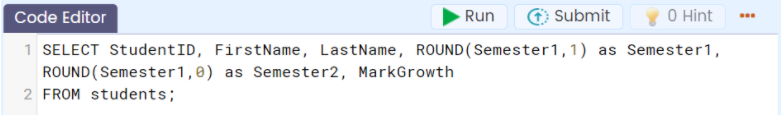 Code Editor
Run
Submit
0 Hint
1 SELECT StudentID, FirstName, LastName, ROUND(Semester1,1) as Semester1,
ROUND(Semester1,0) as Semester2, MarkGrowth
2 FROM students;